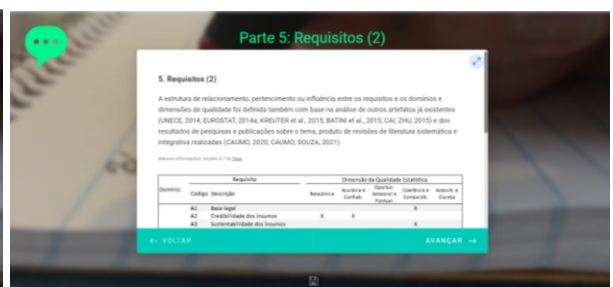 Parte 5: Requisitos (2)
5. Requisitos (2)
A estrutura de relacionamento, pertencimento ou influência entre os requisitos e os domínios e
dimensões de qualidade foi definida também com base na análise de outros artefatos já existentes
(UNECE, 2014; EUROSTAT, 2014a; KREUTER et al., 2015; BATINI et al., 2015; CAI; ZHU, 2015) e dos
resultados de pesquisas e publicações sobre o tema, produto de revisões de literatura sistemática e
integrativa realizadas (CAUMO, 2020; CAUMO; SOUZA, 2021).
Requisito Dimensão da Qualidade Estatística
Domínio Código Descrição Relevância Acurácia e Confiab. Oportun. temporal e Pontual. Coerência e Comparab. Acessib. e Clareza
A1 Base legal X
A2 Credibilidade dos insumos X X
A3 Sustentabilidade dos insumos X
← VOLTAR AVANÇAR →